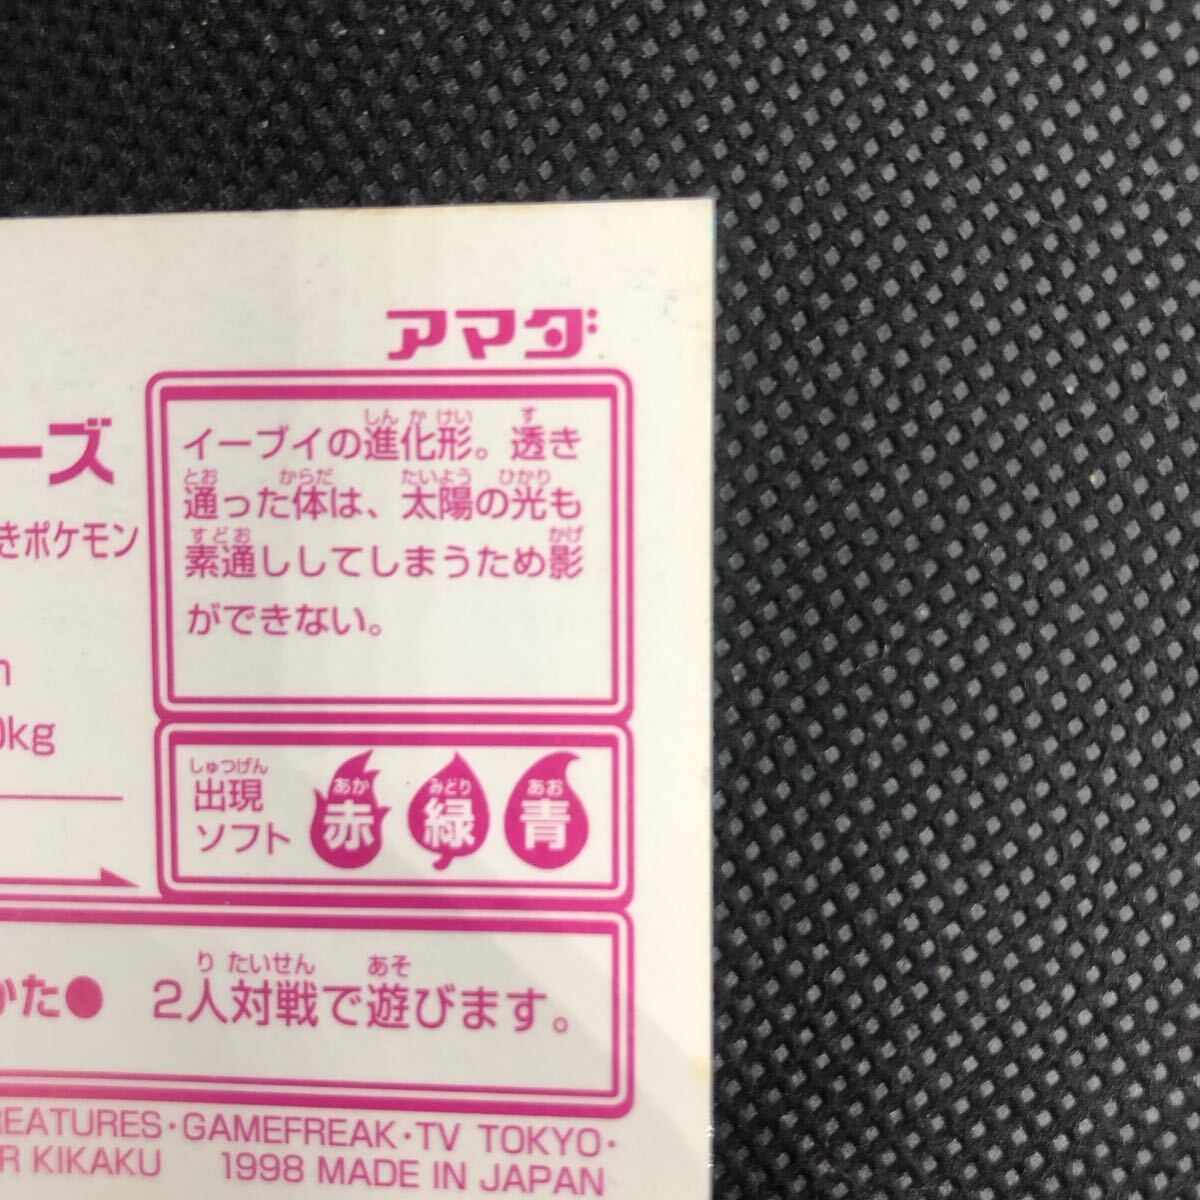 アマダ
ーズ
きポケモン
0kg
イーブイの進化形。透き
通った体は、太陽の光も
素通ししてしまうため影
ができない。
しんかけい
す
とお
からだ
たいよう
ひかり
すどお
かげ
しゅつげん
出現
ソフト
あか
赤
みどり
緑
あお
青
かた●
り たいせん
あそ
2人対戦で遊びます。
REATURES・GAMEFREAK・TV TOKYO・
R KIKAKU
1998 MADE IN JAPAN